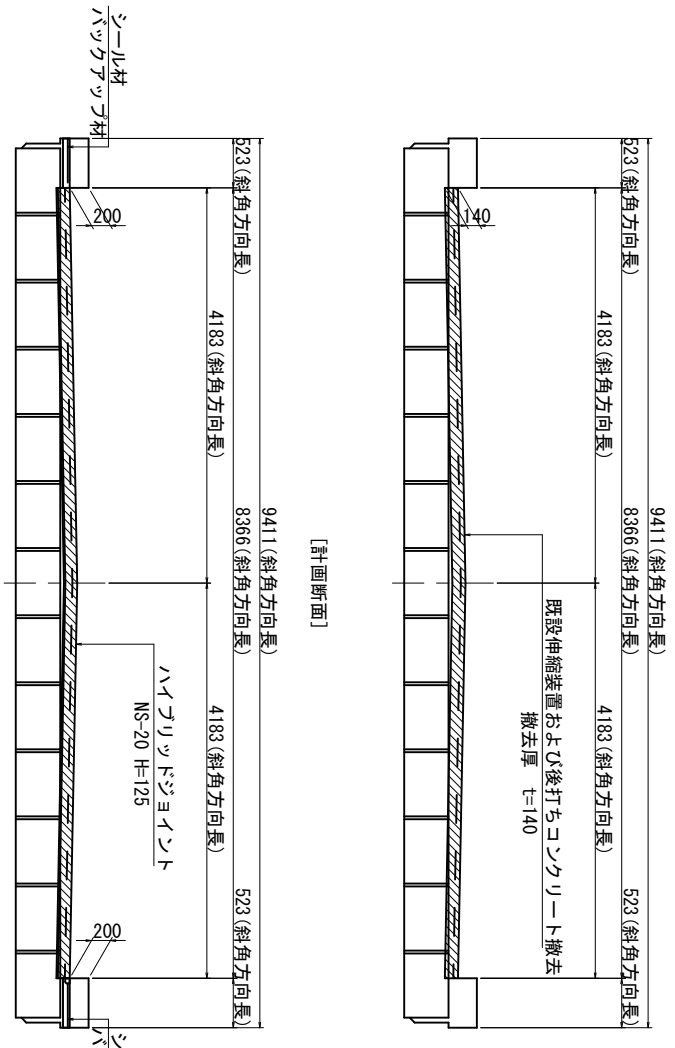 9411(斜角方向長)
523(斜角方向長)
8366(斜角方向長)
523(斜角方向長)
4183(斜角方向長)
4183(斜角方向長)
既設伸縮装置および後打ちコンクリート撤去
撤去厚 t=140
140
[計画断面]
9411(斜角方向長)
523(斜角方向長)
8366(斜角方向長)
523(斜角方向長)
4183(斜角方向長)
4183(斜角方向長)
ハイブリッドジョイント
NS-20 H=125
200
200
シール材
バックアップ材
シ
バ